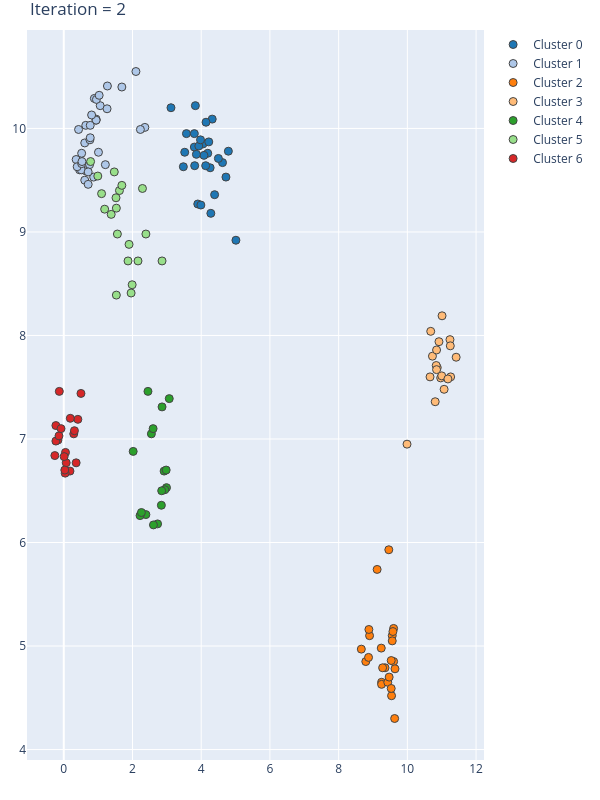 Iteration = 2
Cluster 0
Cluster 1
Cluster 2
Cluster 3
Cluster 4
Cluster 5
Cluster 6
10
9
8
7
6
5
4
0 2 4 6 8 10 12